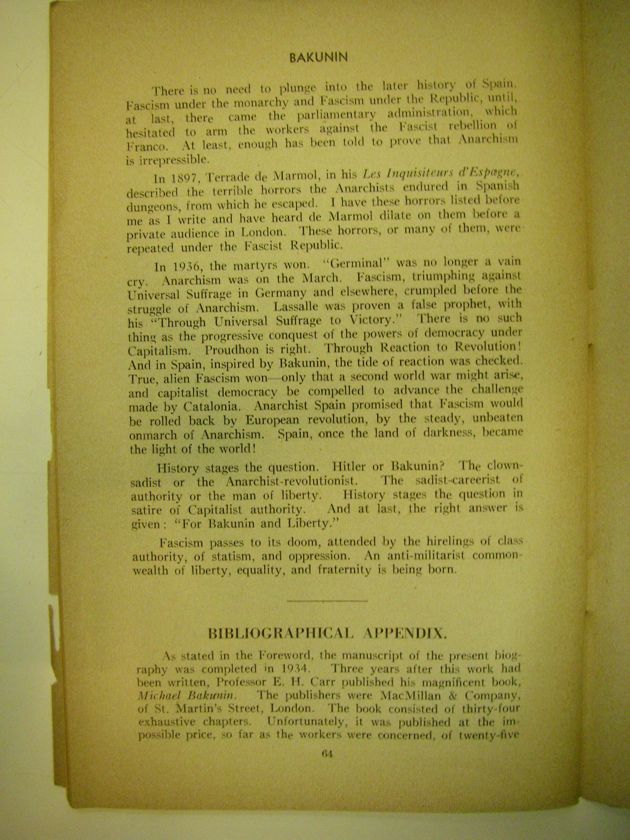 BAKUNIN
There is no need to plunge into the later history of Spain.
Fascism under the monarchy and Fascism under the Republic, until,
at last, there came the parliamentary administration, which
hesitated to arm the workers against the Fascist rebellion of
Franco. At least, enough has been told to prove that Anarchism
is irrepressible.
In 1897, Terrade de Marmol, in his Les Inquisiteurs d'Espagne,
described the terrible horrors the Anarchists endured in Spanish
dungeons, from which he escaped. I have these horrors listed before
me as I write and have heard de Marmol dilate on them before a
private audience in London. These horrors, or many of them, were
repeated under the Fascist Republic.
In 1936, the martyrs won. "Germinal" was no longer a vain
cry. Anarchism was on the March. Fascism, triumphing against
Universal Suffrage in Germany and elsewhere, crumpled before the
struggle of Anarchism. Lassalle was proven a false prophet, with
his "Through Universal Suffrage to Victory." There is no such
thing as the progressive conquest of the powers of democracy under
Capitalism. Proudhon is right. Through Reaction to Revolution!
And in Spain, inspired by Bakunin, the tide of reaction was checked.
True, alien Fascism won—only that a second world war might arise,
and capitalist democracy be compelled to advance the challenge
made by Catalonia. Anarchist Spain promised that Fascism would
be rolled back by European revolution, by the steady, unbeaten
onmarch of Anarchism. Spain, once the land of darkness, became
the light of the world!
History stages the question. Hitler or Bakunin? The clown-
sadist or the Anarchist-revolutionist. The sadist-careerist of
authority or the man of liberty. History stages the question in
satire of Capitalist authority. And at last, the right answer is
given: "For Bakunin and Liberty."
Fascism passes to its doom, attended by the hirelings of class
authority, of statism, and oppression. An anti-militarist common-
wealth of liberty, equality, and fraternity is being born.
BIBLIOGRAPHICAL APPENDIX.
As stated in the Foreword, the manuscript of the present biog-
raphy was completed in 1934. Three years after this work had
been written, Professor E. H. Carr published his magnificent book,
Michael Bakunin. The publishers were MacMillan & Company,
of St. Martin's Street, London. The book consisted of thirty-four
exhaustive chapters. Unfortunately, it was published at the im-
possible price, so far as the workers were concerned, of twenty-five
64